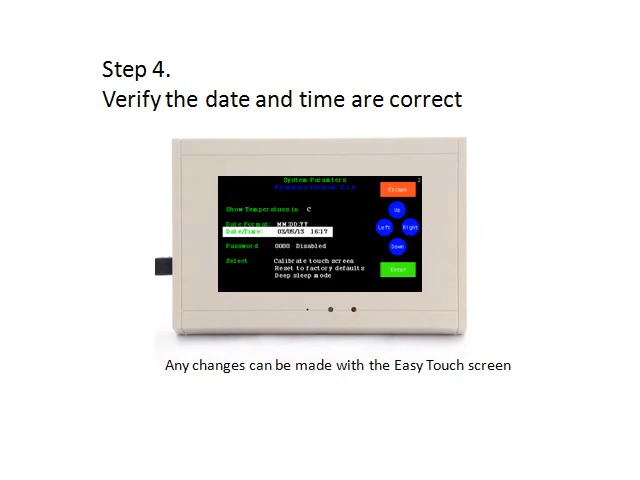 Step 4.
Verify the date and time are correct
2
System Paramters
Escape
Show Temperatures in C
Up
Date Format: MM.DD.YY
Left Right
Date/Time: 03/05/13 16:17
Password 0000 Disabled
Down
Select Calibrate touch screen
Reset to factory defaults
Enter
Deep sleep mode
Any changes can be made with the Easy Touch screen